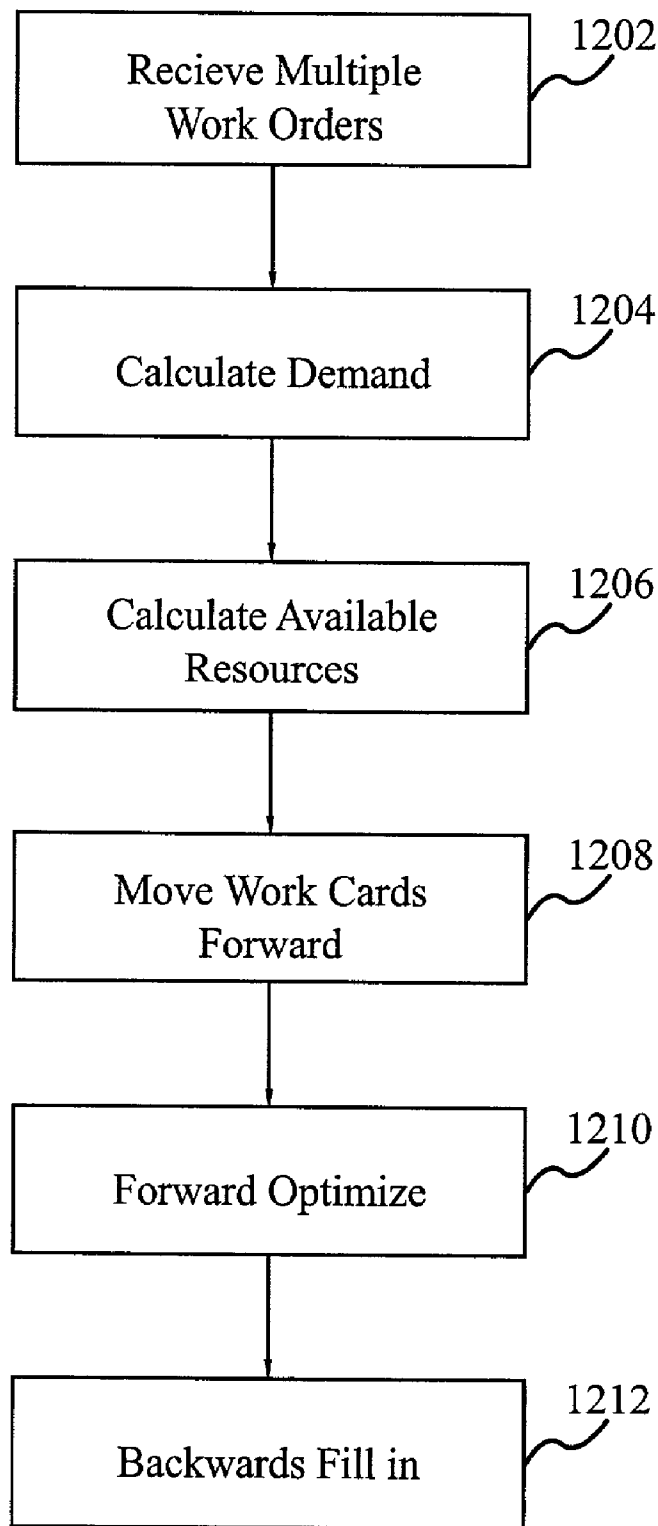 1202
Recieve Multiple
Work Orders
1204
Calculate Demand
1206
Calculate Available
Resources
1208
Move Work Cards
Forward
1210
Forward Optimize
1212
Backwards Fill in